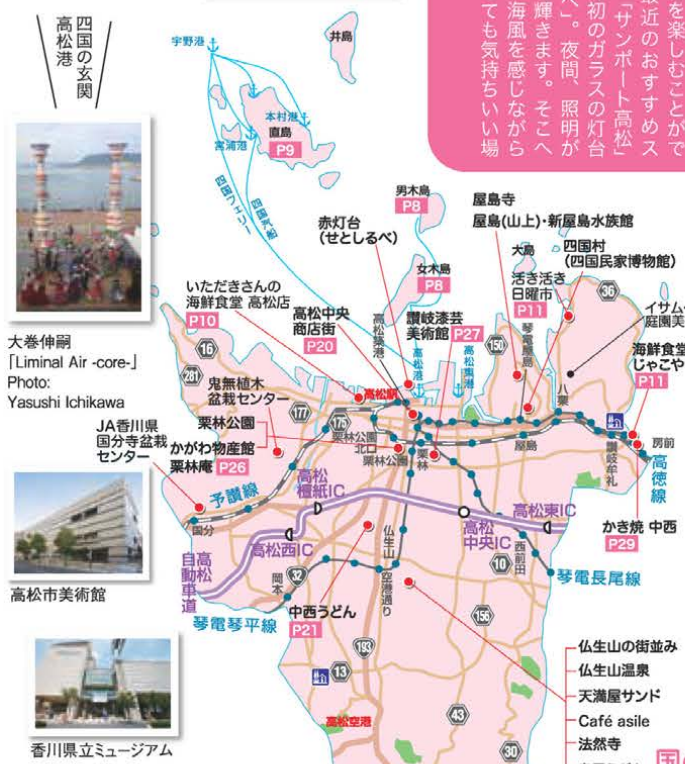 を楽しむことがで
最近のおすすめス
「サンポート高松」
初のガラスの灯台
へ」。夜間、照明が
輝きます。そこへ
海風を感じながら
ても気持ちいい場
四国の玄関
高松港
大巻伸嗣
「Liminal Air -core-」
Photo:
Yasushi Ichikawa
高松市美術館
香川県立ミュージアム
宇野港
井島
本村港
直島
P9
宮浦港
四国フェリー
四国汽船
男木島
P8
女木島
P8
大島
赤灯台
(せとしるべ)
屋島寺
屋島(山上)・新屋島水族館
四国村
(四国民家博物館)
活き活き
日曜市
P11
いただきさんの
海鮮食堂 高松店
P10
高松中央
商店街
P20
讃岐漆芸
美術館 P27
高松築港
高松港
高松東港
琴電屋島
36
イサム・
庭園美
海鮮食堂
じゃこや
P11
150
16
281
177
175
鬼無植木
盆栽センター
高松駅
八栗
屋島
房前
讃岐牟礼
高徳線
JA香川県
国分寺盆栽
センター
栗林公園
かがわ物産館
栗林庵 P26
栗林公園
北口
栗林公園
栗林
予讃線
国分
高松
檀紙IC
高松西IC
高松
中央IC
高松東IC
かき焼 中西
P29
高松
自動車道
岡本
32
仏生山
空港通り
10
西前田
琴電長尾線
琴電琴平線
中西うどん
P21
156
193
13
高松空港
43
30
仏生山の街並み
仏生山温泉
天満屋サンド
Café asile
法然寺